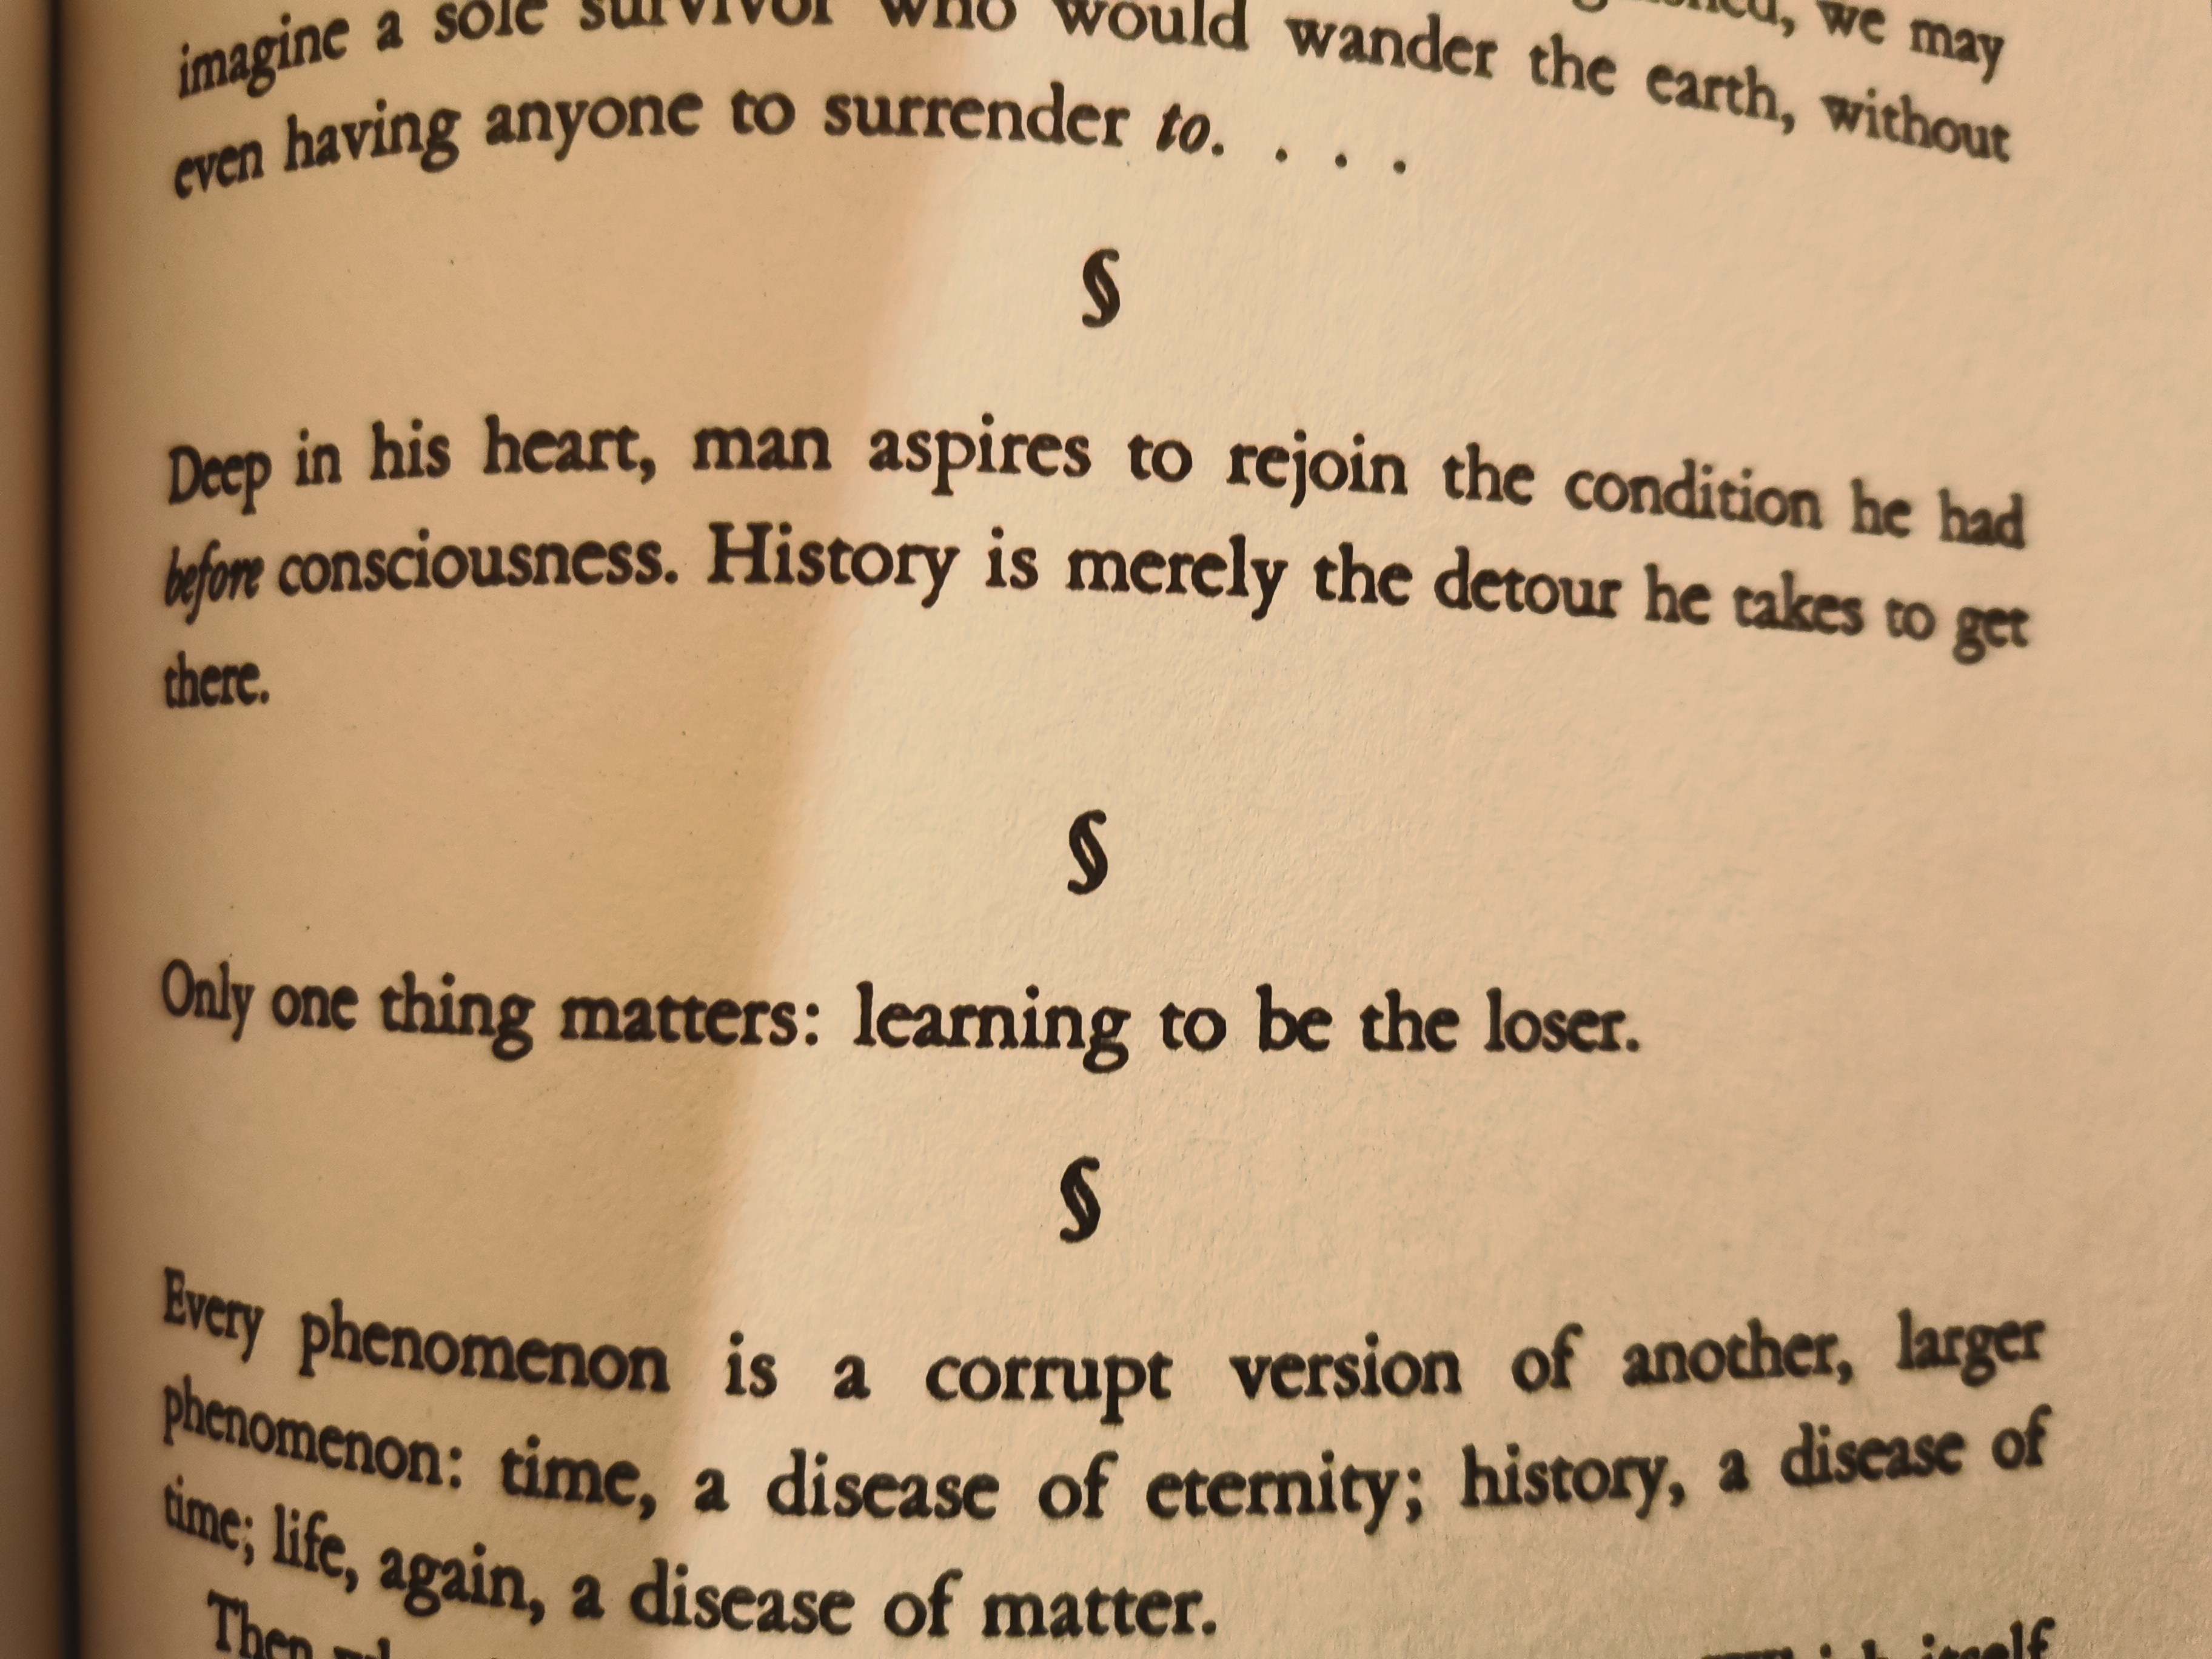 imagine a sole survivor who would wander the earth, without we may
even having anyone to surrender to. . . .
§
Deep in his heart, man aspires to rejoin the condition he had
before consciousness. History is merely the detour he takes to get
there.
§
Only one thing matters: learning to be the loser.
§
Every phenomenon is a corrupt version of another, larger
phenomenon: time, a disease of eternity; history, a disease of
time; life, again, a disease of matter.
Then itself